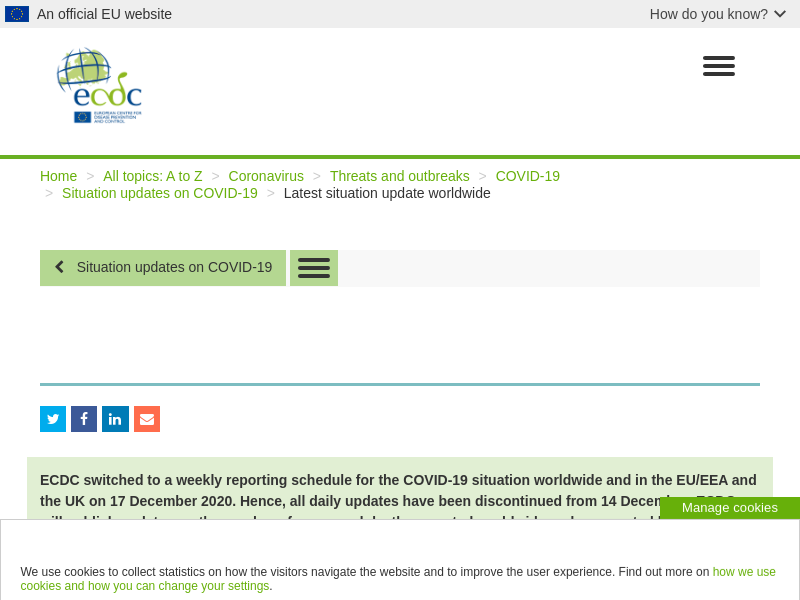 An official EU website
How do you know?
ecdc
EUROPEAN CENTRE FOR
DISEASE PREVENTION
AND CONTROL
Home > All topics: A to Z > Coronavirus > Threats and outbreaks > COVID-19
> Situation updates on COVID-19 > Latest situation update worldwide
Situation updates on COVID-19
ECDC switched to a weekly reporting schedule for the COVID-19 situation worldwide and in the EU/EEA and
the UK on 17 December 2020. Hence, all daily updates have been discontinued from 14 December. ECDC
Manage cookies
We use cookies to collect statistics on how the visitors navigate the website and to improve the user experience. Find out more on how we use
cookies and how you can change your settings.